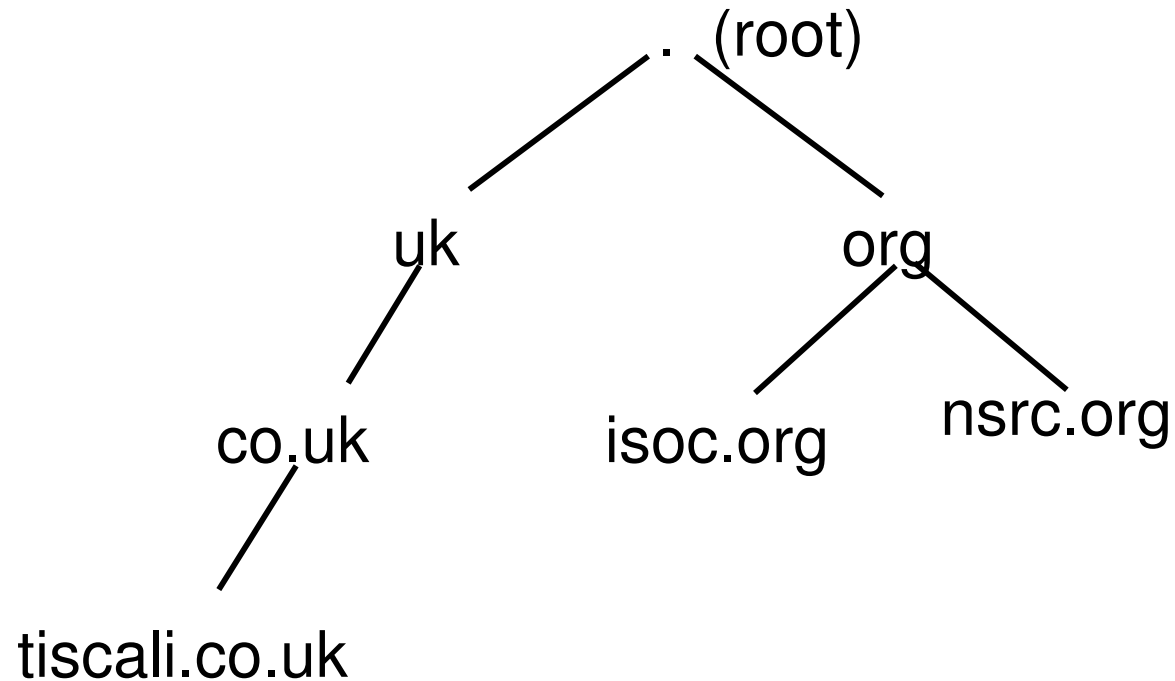 . (root)
uk
org
co.uk
isoc.org
nsrc.org
tiscali.co.uk